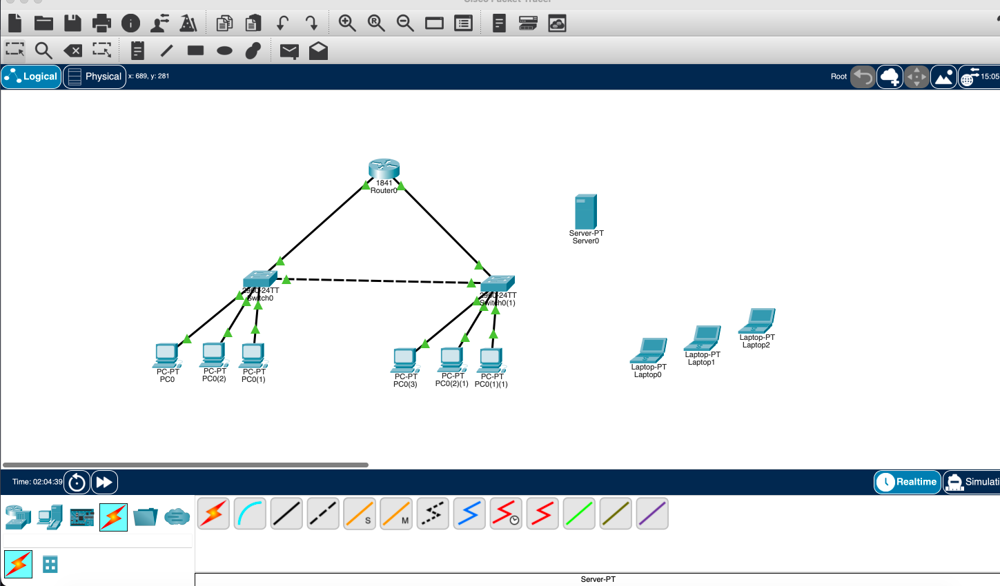 Cisco Packet Tracer
Logical
Physical
x: 689, y: 281
Root
15:05
1841
Router0
Server-PT
Server0
2960-24TT
Switch0
2960-24TT
Switch0(1)
PC-PT
PC0
PC-PT
PC0(2)
PC-PT
PC0(1)
PC-PT
PC0(3)
PC-PT
PC0(2)(1)
PC-PT
PC0(1)(1)
Laptop-PT
Laptop0
Laptop-PT
Laptop1
Laptop-PT
Laptop2
Time: 02:04:39
Realtime
Simulati
S
M
Server-PT